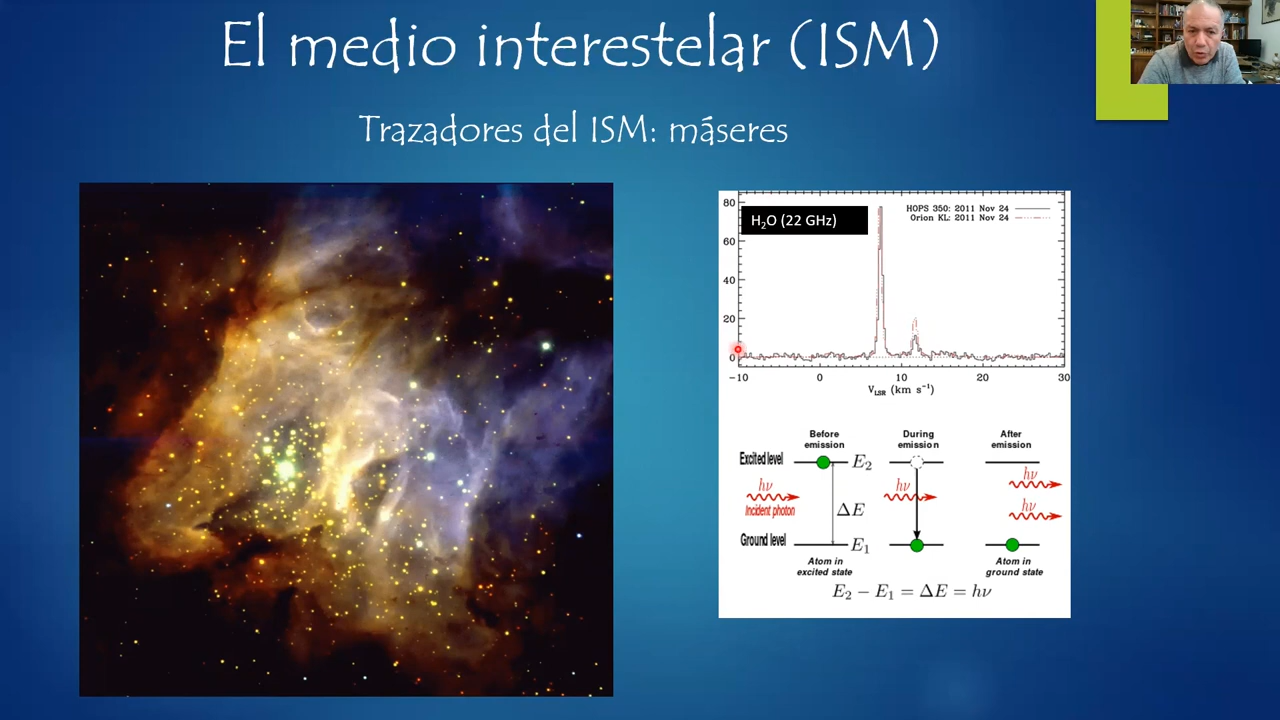 El medio interestelar (ISM)
Trazadores del ISM: máseres
H₂O (22 GHz)
HOPS 350: 2011 Nov 24
Orion KL: 2011 Nov 24
80
60
40
20
0
−10 0 10 20 30
V_LSR (km s⁻¹)
Before emission
During emission
After emission
Excited level
E₂
hν
Incident photon
hν
hν
hν
ΔE
Ground level
E₁
Atom in excited state
Atom in ground state
E₂ − E₁ = ΔE = hν